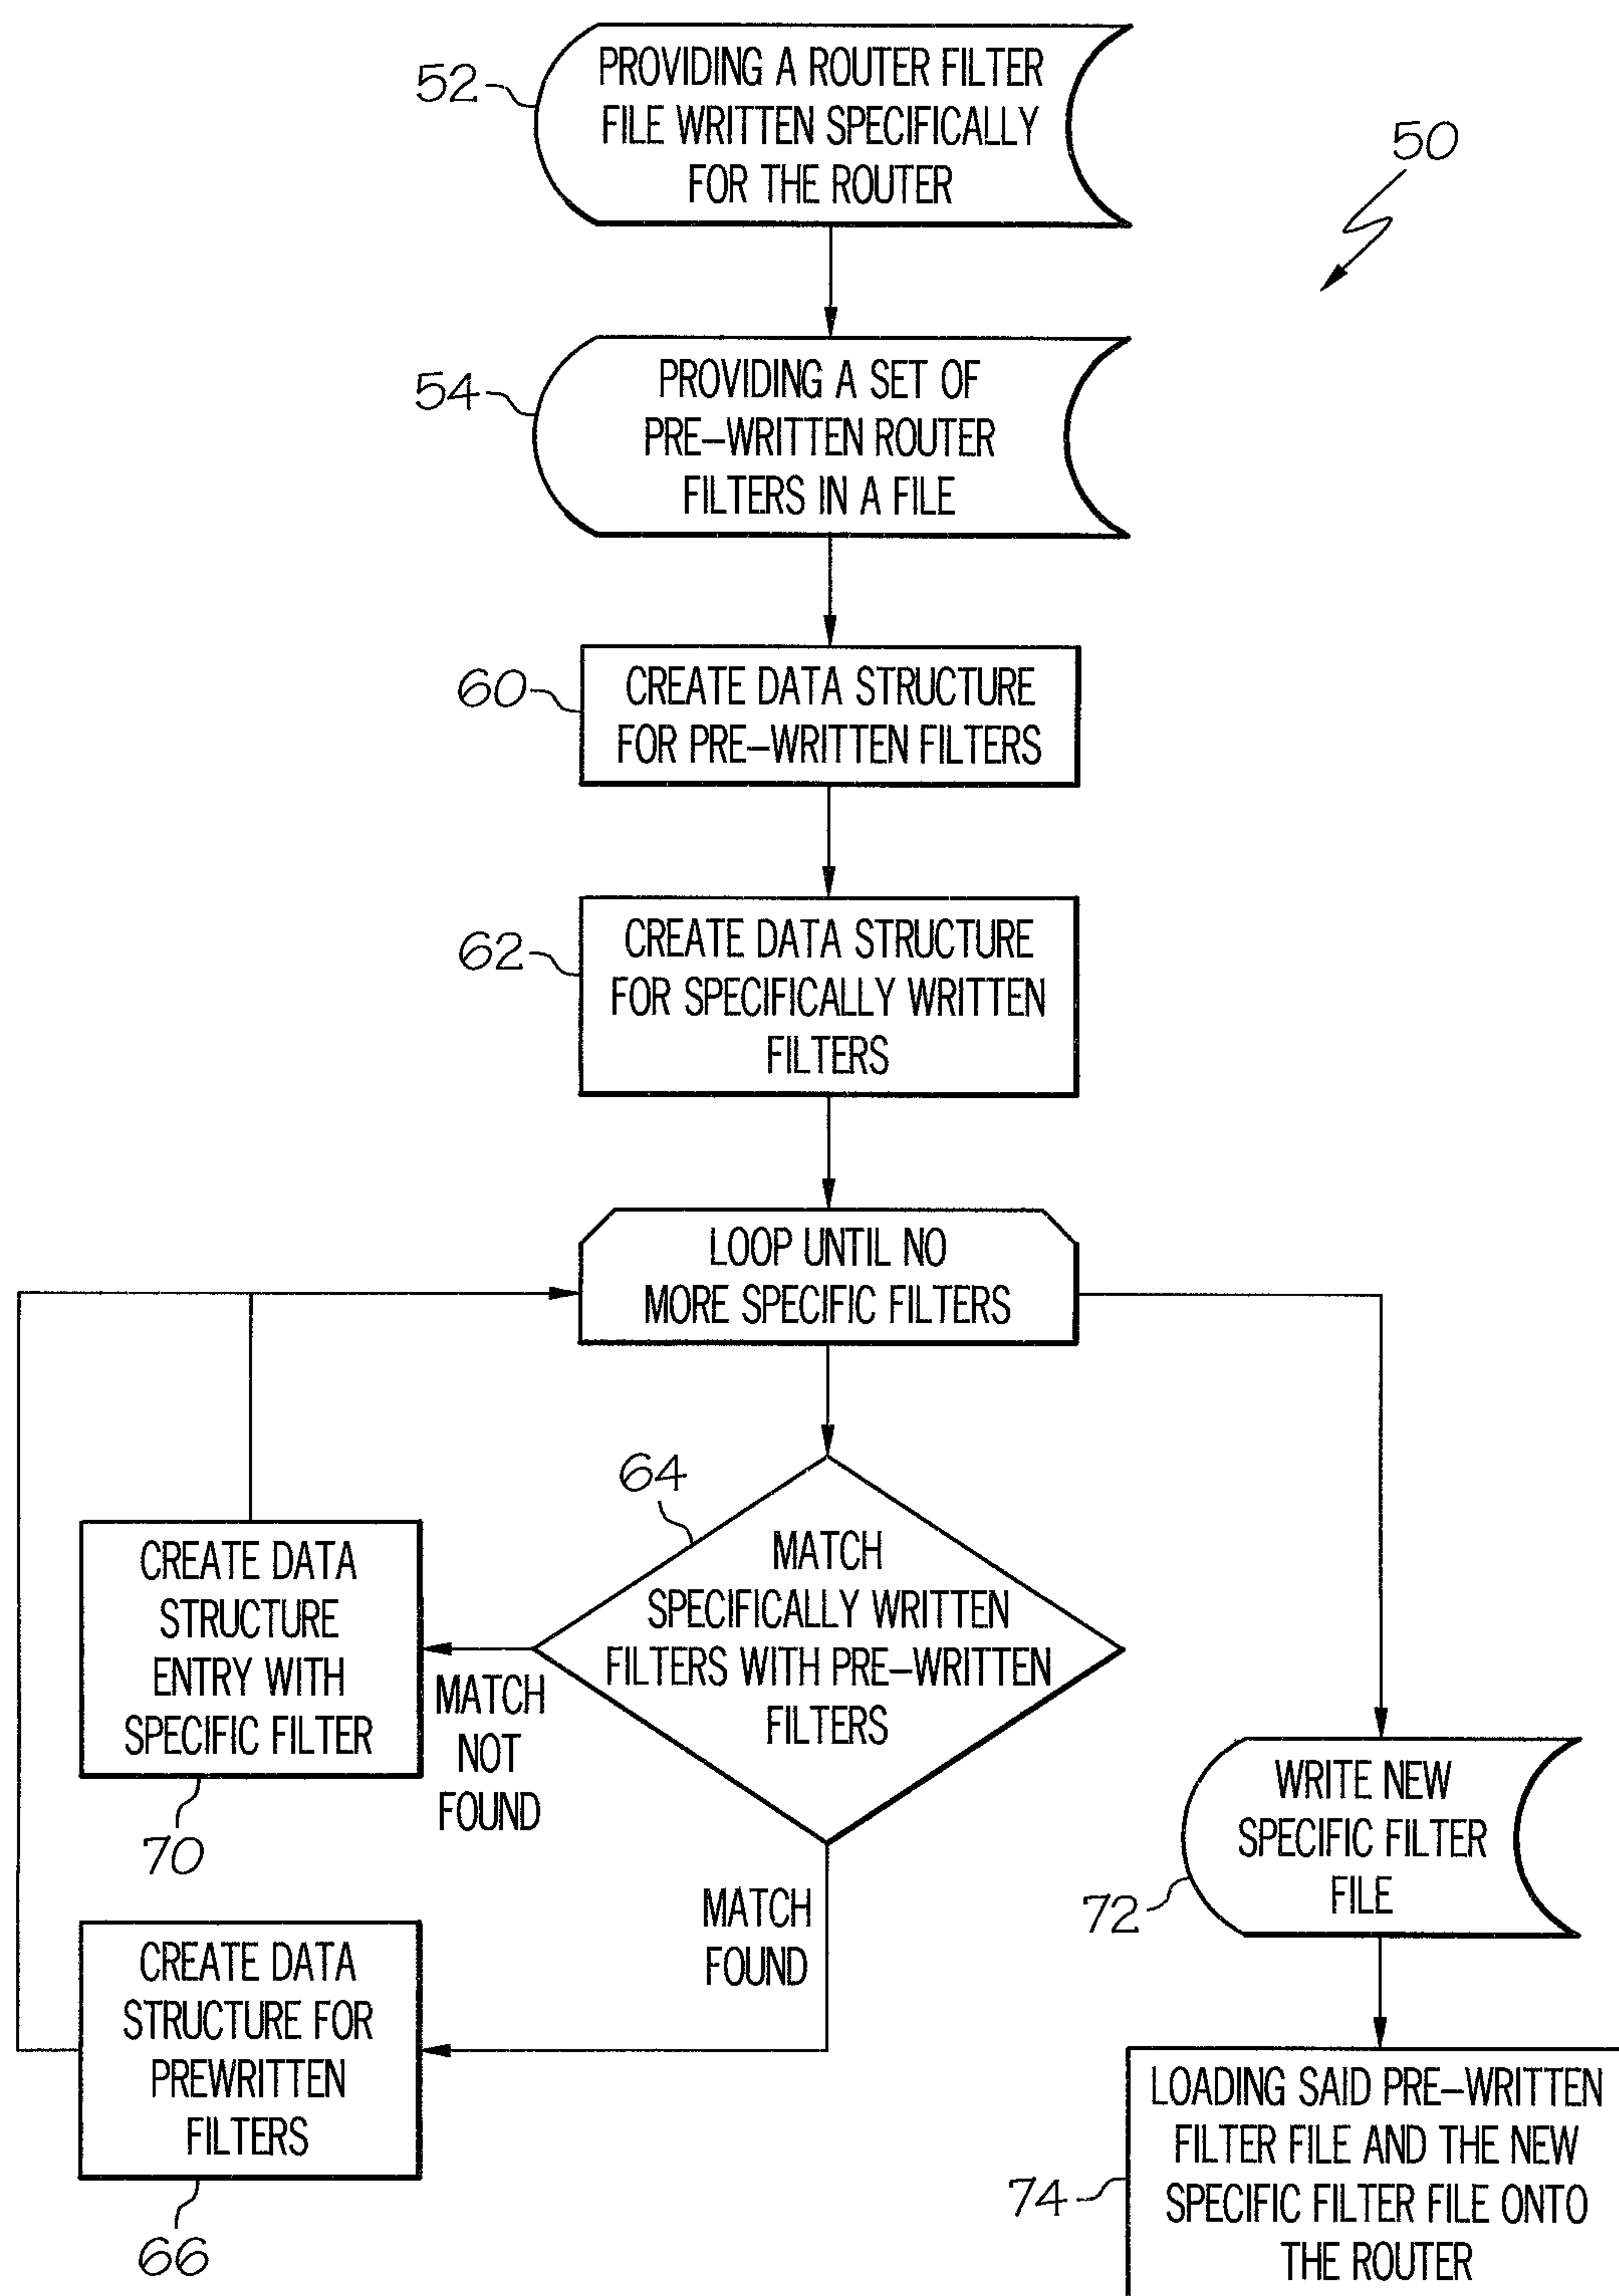 52
PROVIDING A ROUTER FILTER
FILE WRITTEN SPECIFICALLY
FOR THE ROUTER
50
54
PROVIDING A SET OF
PRE-WRITTEN ROUTER
FILTERS IN A FILE
60
CREATE DATA STRUCTURE
FOR PRE-WRITTEN FILTERS
62
CREATE DATA STRUCTURE
FOR SPECIFICALLY WRITTEN
FILTERS
LOOP UNTIL NO
MORE SPECIFIC FILTERS
64
MATCH
SPECIFICALLY WRITTEN
FILTERS WITH PRE-WRITTEN
FILTERS
MATCH
NOT
FOUND
CREATE DATA
STRUCTURE
ENTRY WITH
SPECIFIC FILTER
70
MATCH
FOUND
CREATE DATA
STRUCTURE FOR
PREWRITTEN
FILTERS
66
WRITE NEW
SPECIFIC FILTER
FILE
72
LOADING SAID PRE-WRITTEN
FILTER FILE AND THE NEW
SPECIFIC FILTER FILE ONTO
THE ROUTER
74